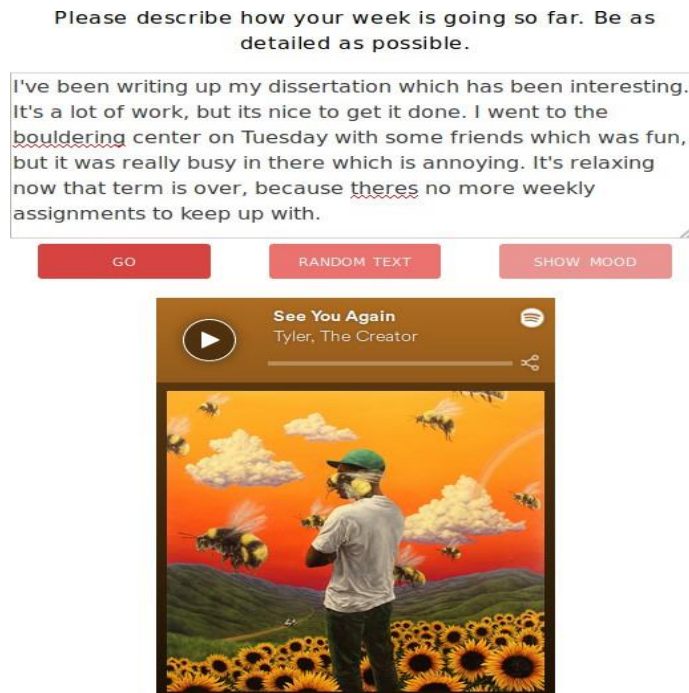 Please describe how your week is going so far. Be as
detailed as possible.
I've been writing up my dissertation which has been interesting.
It's a lot of work, but its nice to get it done. I went to the
bouldering center on Tuesday with some friends which was fun,
but it was really busy in there which is annoying. It's relaxing
now that term is over, because theres no more weekly
assignments to keep up with.
GO
RANDOM TEXT
SHOW MOOD
See You Again
Tyler, The Creator